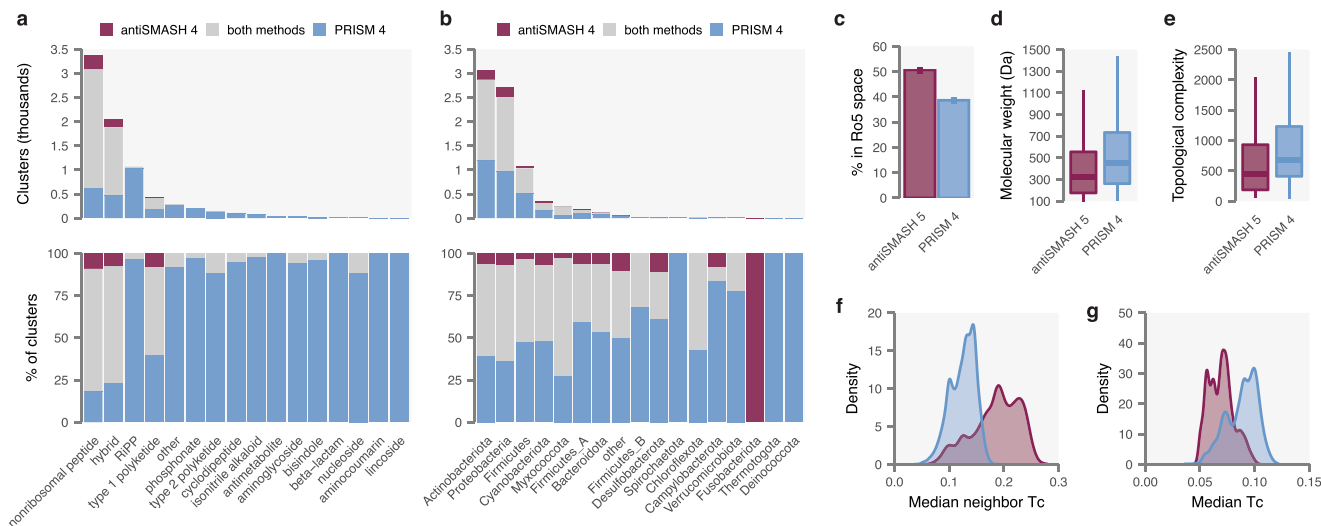 a
antiSMASH 4
both methods
PRISM 4
Clusters (thousands)
3.5
3
2.5
2
1.5
1
0.5
0
% of clusters
100
75
50
25
0
nonribosomal peptide
hybrid
RiPP
type 1 polyketide
other
phosphonate
type 2 polyketide
cyclodipeptide
isonitrile alkaloid
antimetabolite
aminoglycoside
bisindole
beta-lactam
nucleoside
aminocoumarin
lincoside
b
antiSMASH 4
both methods
PRISM 4
3.5
3
2.5
2
1.5
1
0.5
0
100
75
50
25
0
Actinobacteriota
Proteobacteria
Firmicutes
Cyanobacteriota
Myxococcota
Firmicutes_A
Bacteroidota
other
Firmicutes_B
Desulfobacterota
Spirochaetota
Chloroflexota
Campylobacterota
Verrucomicrobiota
Fusobacteriota
Thermotogota
Deinococcota
c
% in Ro5 space
60
50
40
30
20
10
0
antiSMASH 5
PRISM 4
d
Molecular weight (Da)
1500
1300
1100
900
700
500
300
100
antiSMASH 5
PRISM 4
e
Topological complexity
2500
2000
1500
1000
500
0
antiSMASH 5
PRISM 4
f
Density
20
15
10
5
0
0.0
0.1
0.2
0.3
Median neighbor Tc
g
Density
50
40
30
20
10
0
0.00
0.05
0.10
0.15
Median Tc